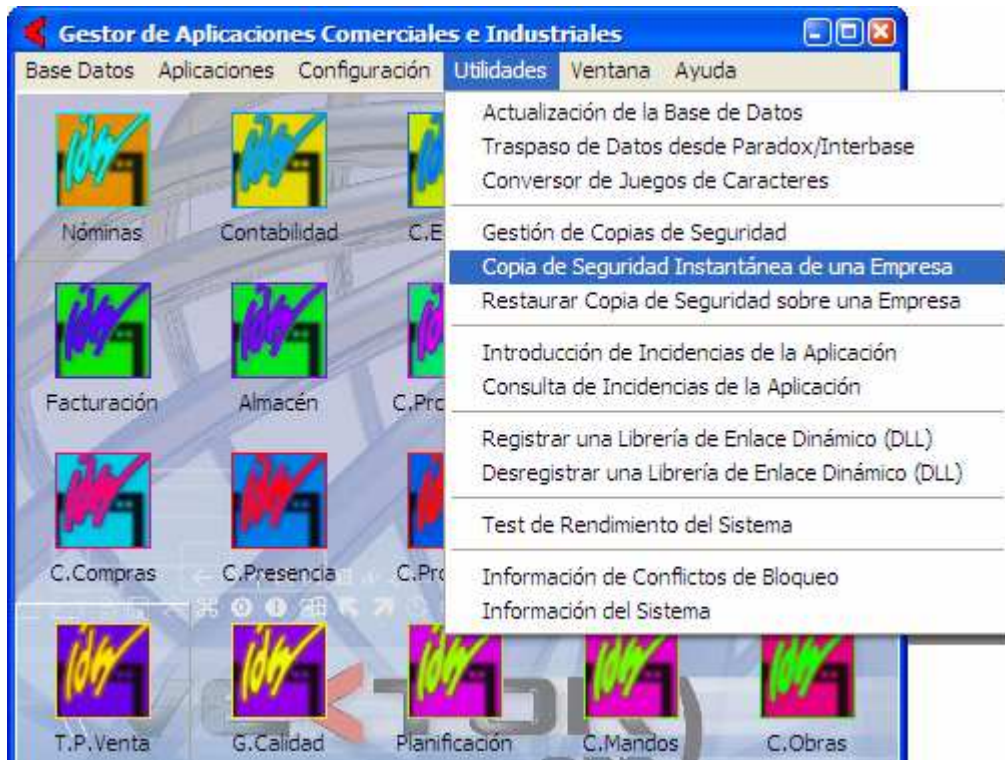 Gestor de Aplicaciones Comerciales e Industriales
Base Datos Aplicaciones Configuración Utilidades Ventana Ayuda
Actualización de la Base de Datos
Traspaso de Datos desde Paradox/Interbase
Conversor de Juegos de Caracteres
Gestión de Copias de Seguridad
Copia de Seguridad Instantánea de una Empresa
Restaurar Copia de Seguridad sobre una Empresa
Introducción de Incidencias de la Aplicación
Consulta de Incidencias de la Aplicación
Registrar una Librería de Enlace Dinámico (DLL)
Desregistrar una Librería de Enlace Dinámico (DLL)
Test de Rendimiento del Sistema
Información de Conflictos de Bloqueo
Información del Sistema
Nóminas Contabilidad C.E
Facturación Almacén C.Prc
C.Compras C.Presencia C.Prc
T.P.Venta G.Calidad Planificación C.Mandos C.Obras